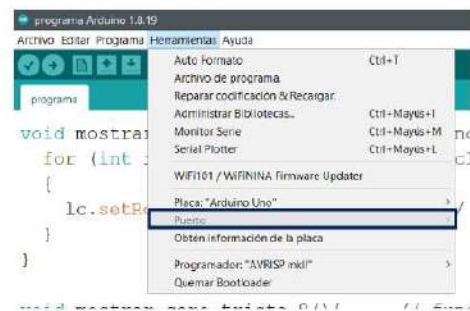 programa Arduino 1.8.19
Archivo Editar Programa Herramientas Ayuda
programa
Auto Formato Ctrl+T
Archivo de programa.
Reparar codificación & Recargar.
Administrar Bibliotecas... Ctrl+Mayús+I
Monitor Serie Ctrl+Mayús+M
Serial Plotter Ctrl+Mayús+L
WiFi101 / WiFiNINA Firmware Updater
Placa: "Arduino Uno"
Puerto
Obtén información de la placa
Programador: "AVRISP mkII"
Quemar Bootloader
void mostrar
for (int
{
lc.setRo
}
}